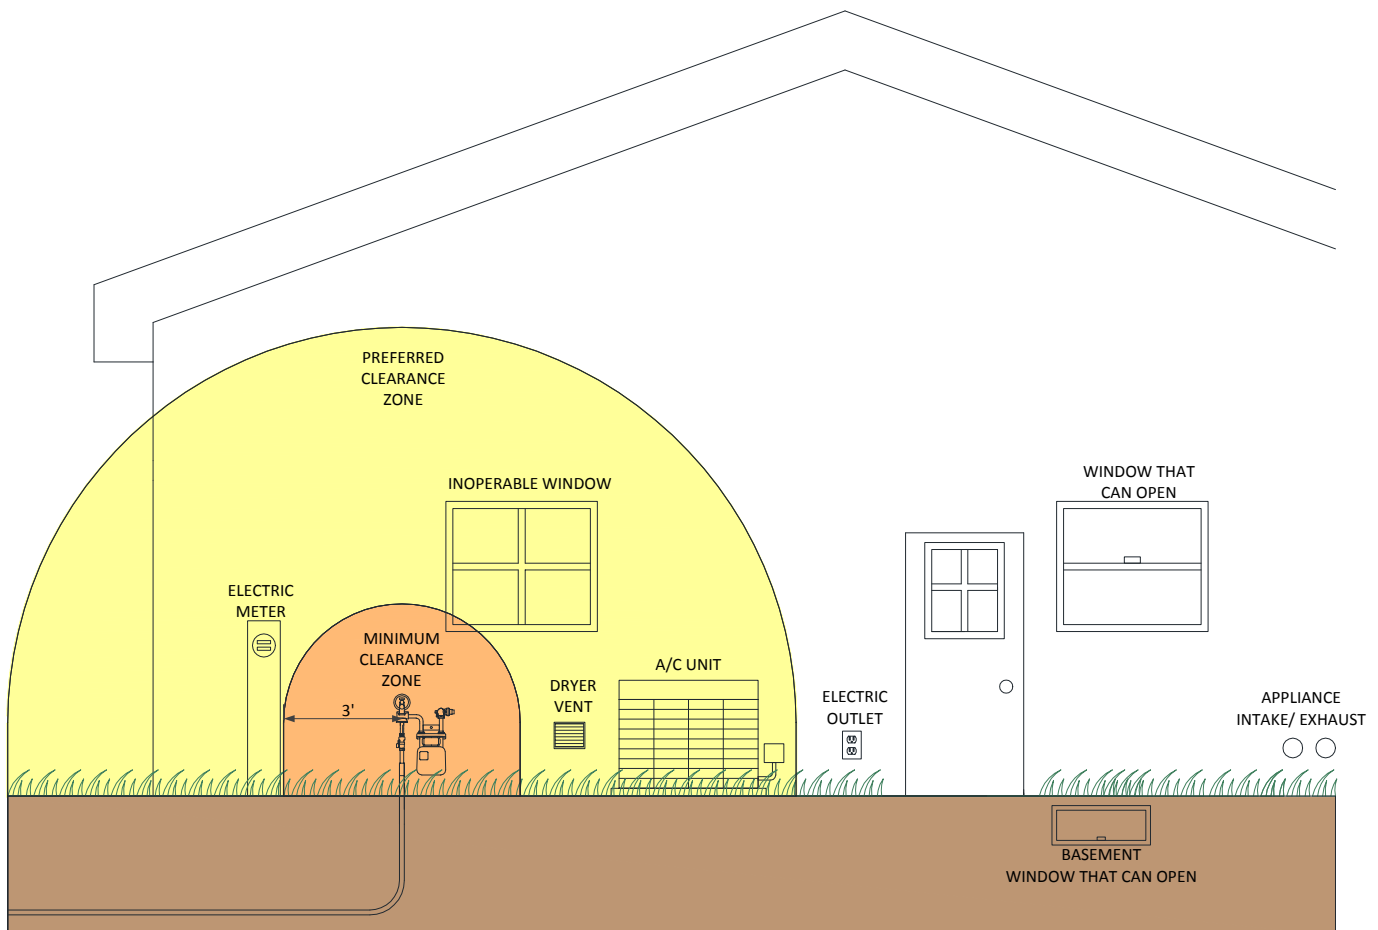 PREFERRED
CLEARANCE
ZONE
INOPERABLE WINDOW
WINDOW THAT
CAN OPEN
ELECTRIC
METER
MINIMUM
CLEARANCE
ZONE
3'
DRYER
VENT
A/C UNIT
ELECTRIC
OUTLET
APPLIANCE
INTAKE/ EXHAUST
BASEMENT
WINDOW THAT CAN OPEN